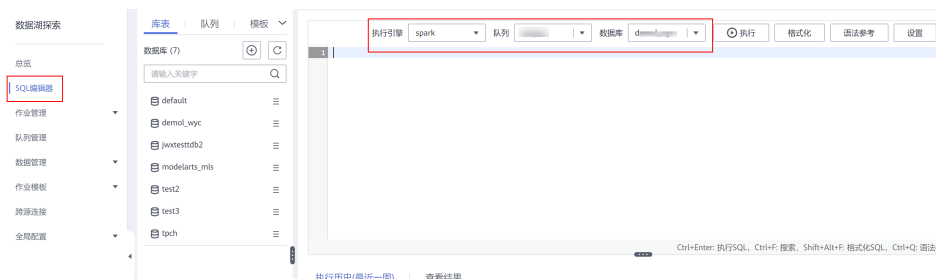 数据湖探索
总览
SQL编辑器
作业管理
队列管理
数据管理
作业模板
跨源连接
全局配置
库表 队列 模板
数据库 (7)
请输入关键字
default
demol_wyc
jwxtesttdb2
modelarts_mls
test2
test3
tpch
执行引擎 spark 队列 数据库 执行 格式化 语法参考 设置
1
Ctrl+Enter: 执行SQL, Ctrl+F: 搜索, Shift+Alt+F: 格式化SQL, Ctrl+Q: 语法
执行历史(最近一周) 查看结果